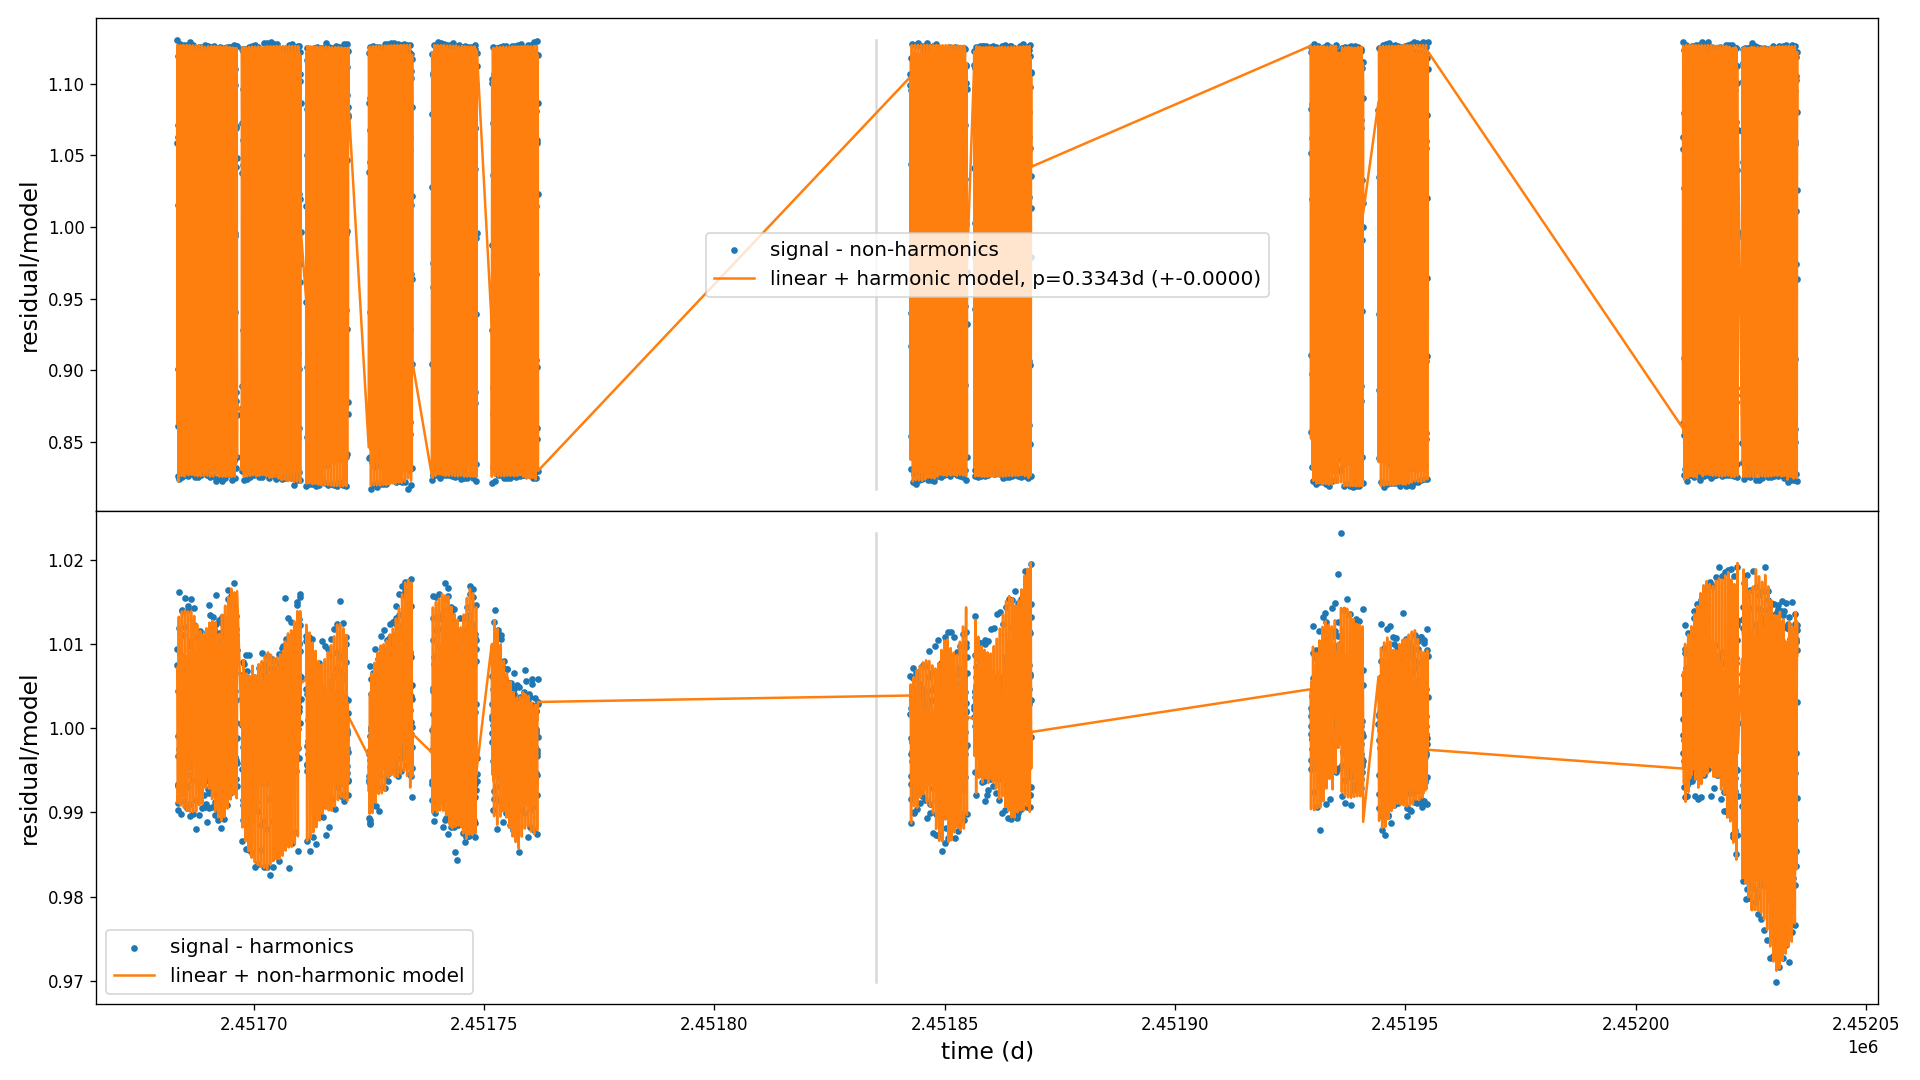 1.10
1.05
1.00
0.95
0.90
0.85
residual/model
signal - non-harmonics
linear + harmonic model, p=0.3343d (+-0.0000)
1.02
1.01
1.00
0.99
0.98
0.97
residual/model
signal - harmonics
linear + non-harmonic model
2.45170
2.45175
2.45180
2.45185
2.45190
2.45195
2.45200
2.45205
1e6
time (d)